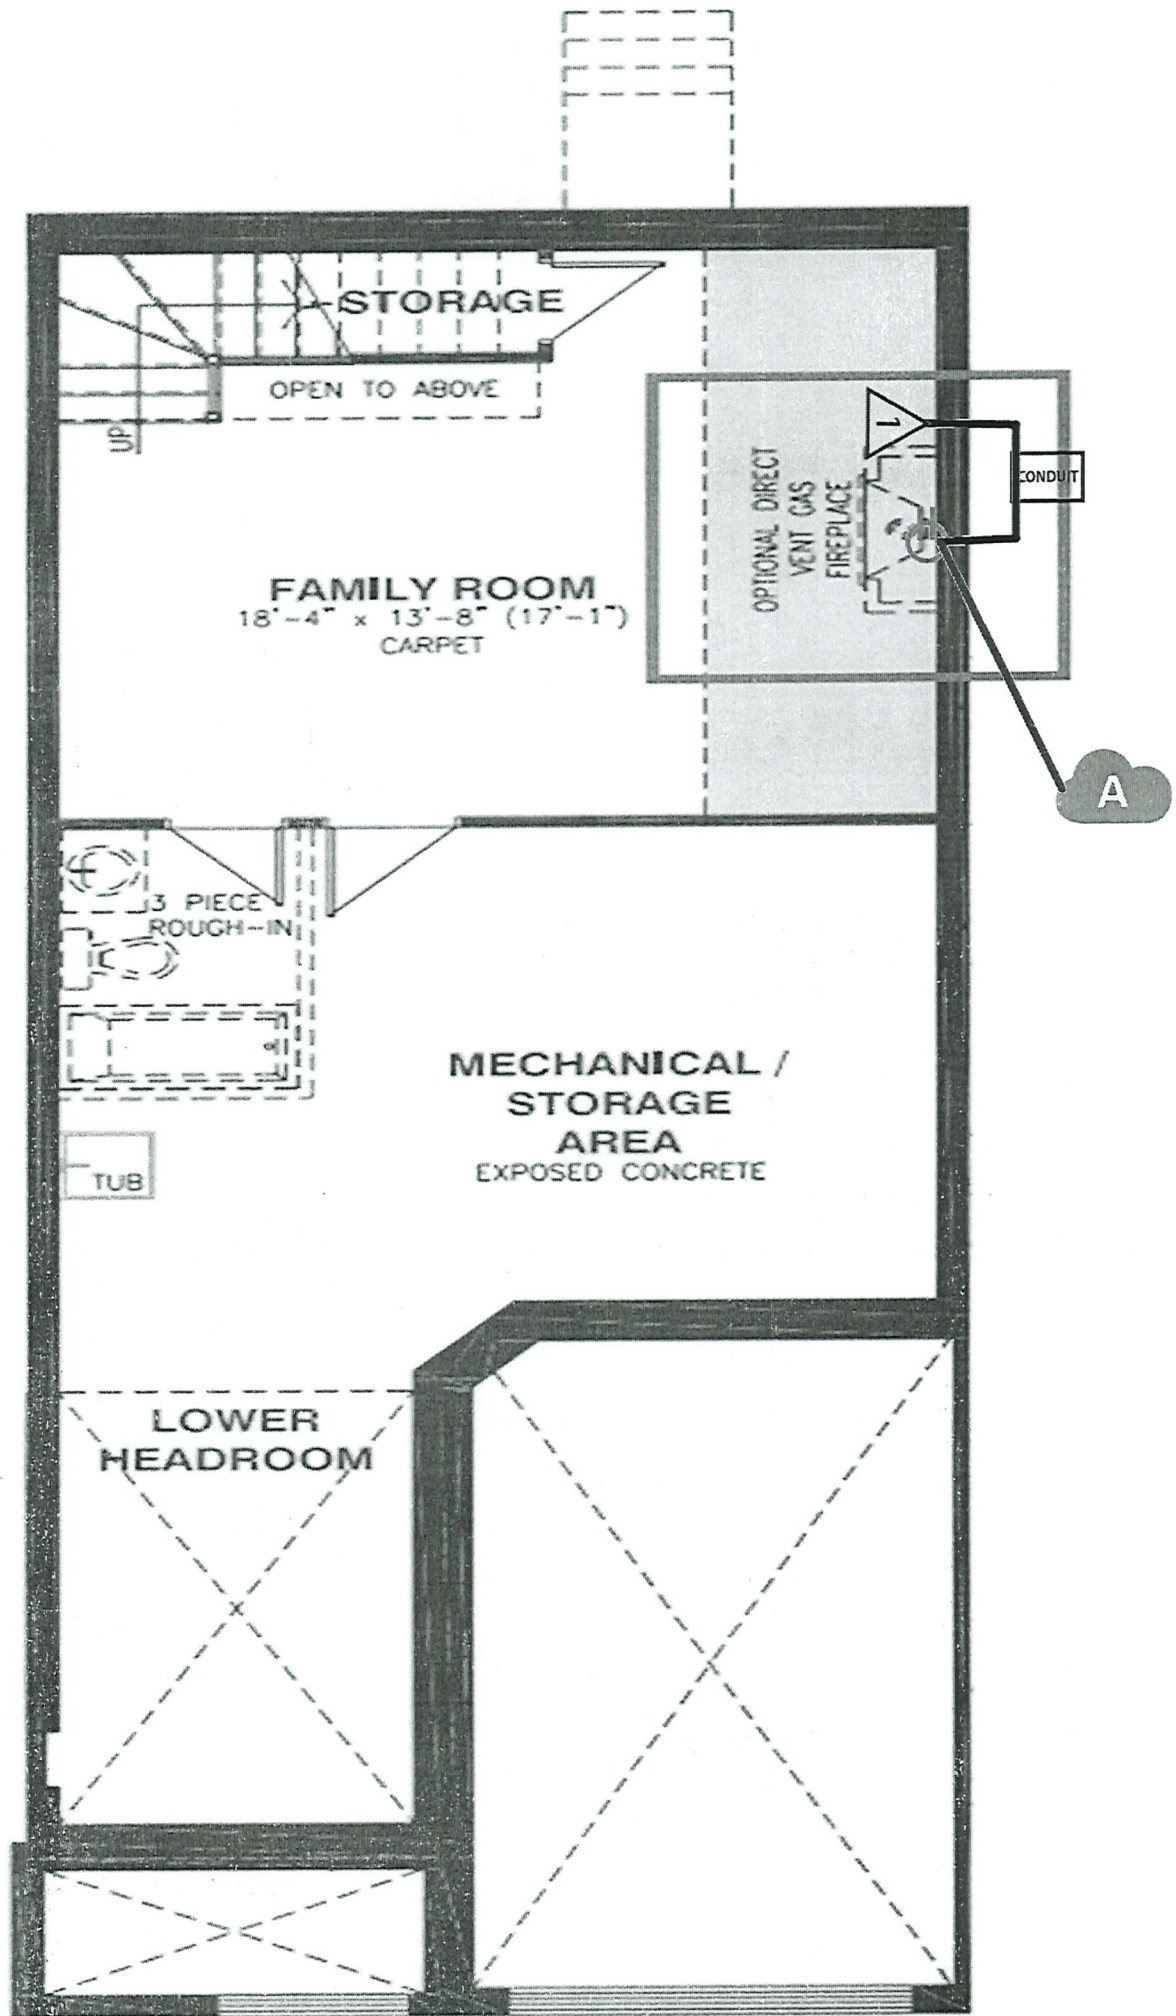 STORAGE
OPEN TO ABOVE
UP
1
CONDUIT
OPTIONAL DIRECT
VENT GAS
FIREPLACE
FAMILY ROOM
18'-4" x 13'-8" (17'-1")
CARPET
A
3 PIECE
ROUGH-IN
MECHANICAL /
STORAGE
AREA
EXPOSED CONCRETE
TUB
LOWER
HEADROOM